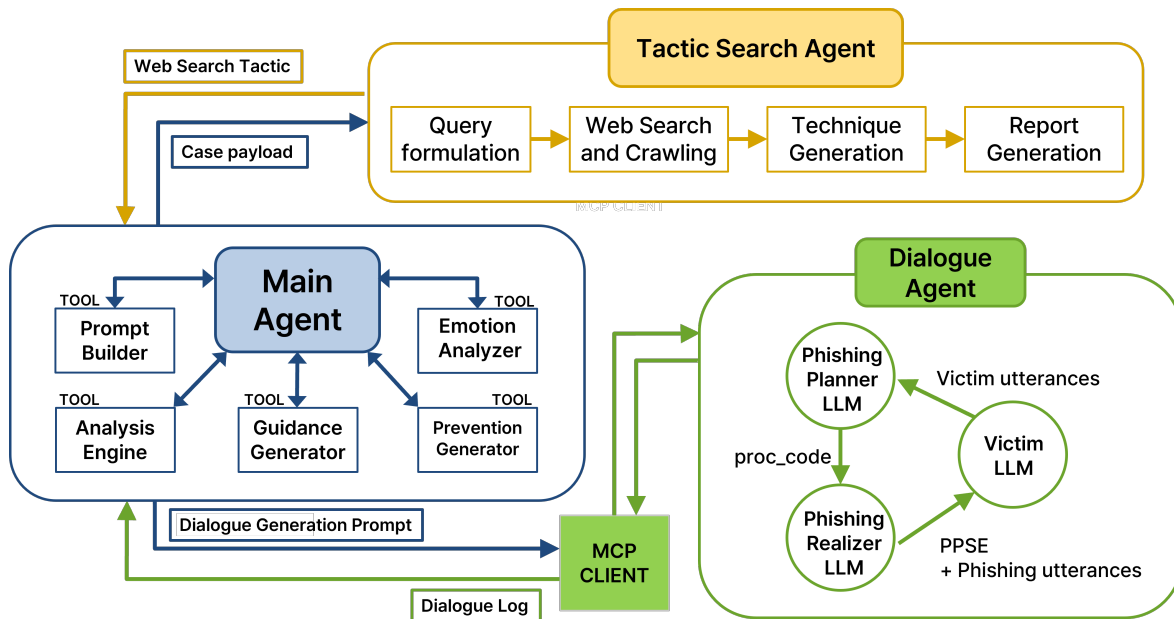 Tactic Search Agent
Web Search Tactic
Case payload
Query
formulation
Web Search
and Crawling
Technique
Generation
Report
Generation
MCP CLIENT
Main
Agent
TOOL
Prompt
Builder
TOOL
Emotion
Analyzer
TOOL
Analysis
Engine
TOOL
Guidance
Generator
TOOL
Prevention
Generator
Dialogue Generation Prompt
MCP
CLIENT
Dialogue Log
Dialogue
Agent
Phishing
Planner
LLM
Victim utterances
Victim
LLM
proc_code
Phishing
Realizer
LLM
PPSE
+ Phishing utterances